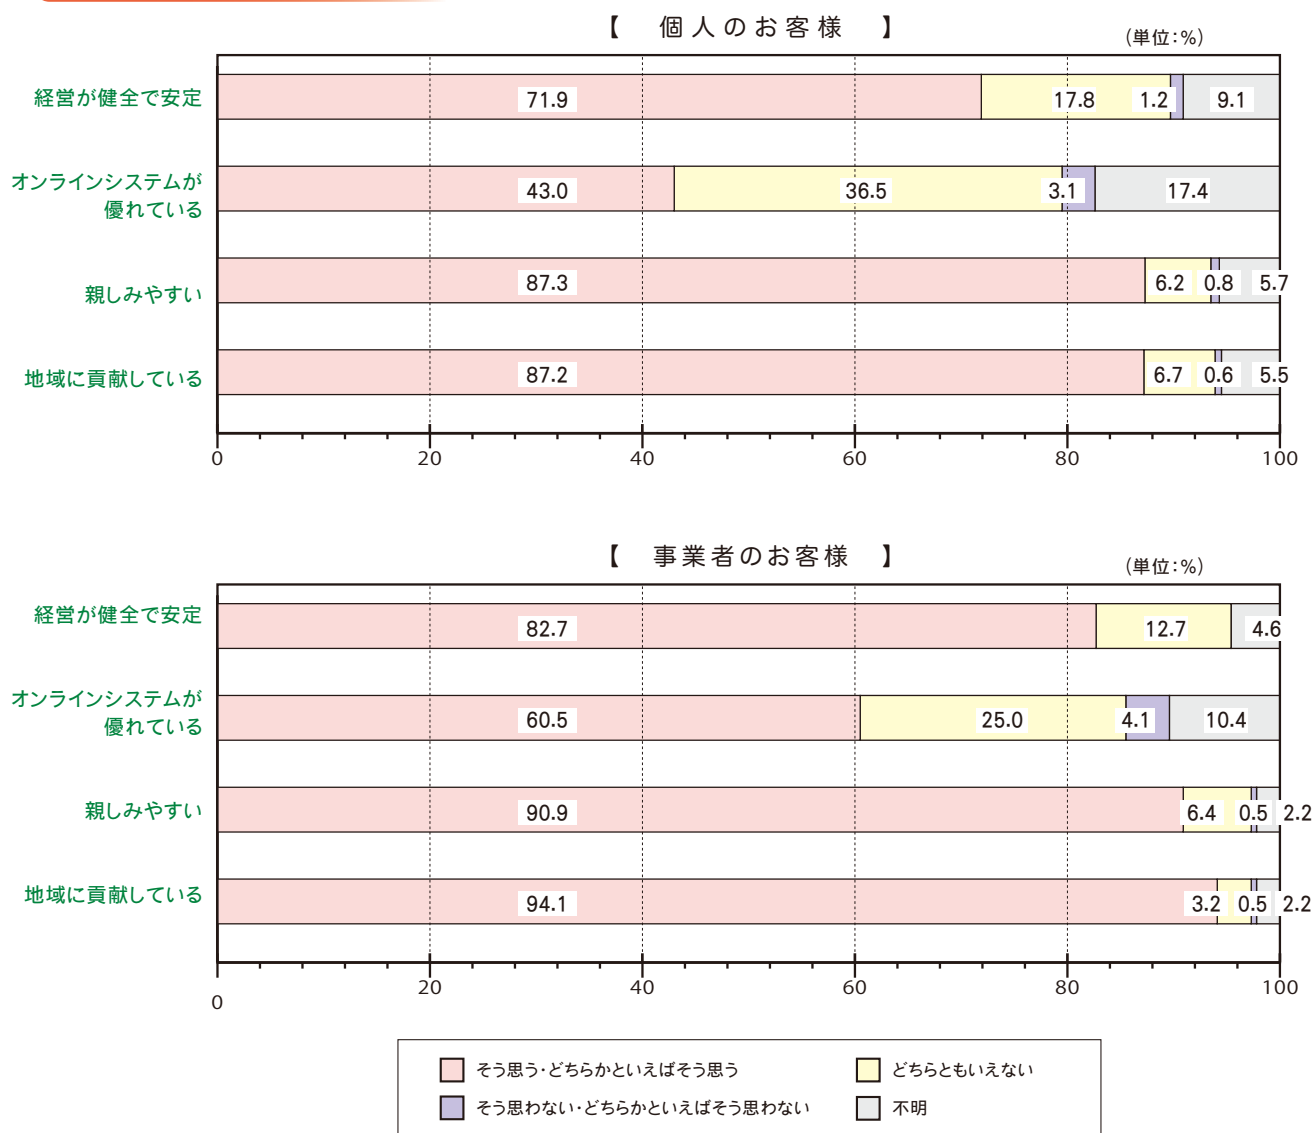 【 個人のお客様 】
(単位:%)
経営が健全で安定
71.9 17.8 1.2 9.1
オンラインシステムが
優れている
43.0 36.5 3.1 17.4
親しみやすい
87.3 6.2 0.8 5.7
地域に貢献している
87.2 6.7 0.6 5.5
0 20 40 60 80 100
【 事業者のお客様 】
(単位:%)
経営が健全で安定
82.7 12.7 4.6
オンラインシステムが
優れている
60.5 25.0 4.1 10.4
親しみやすい
90.9 6.4 0.5 2.2
地域に貢献している
94.1 3.2 0.5 2.2
0 20 40 60 80 100
そう思う・どちらかといえばそう思う どちらともいえない
そう思わない・どちらかといえばそう思わない 不明